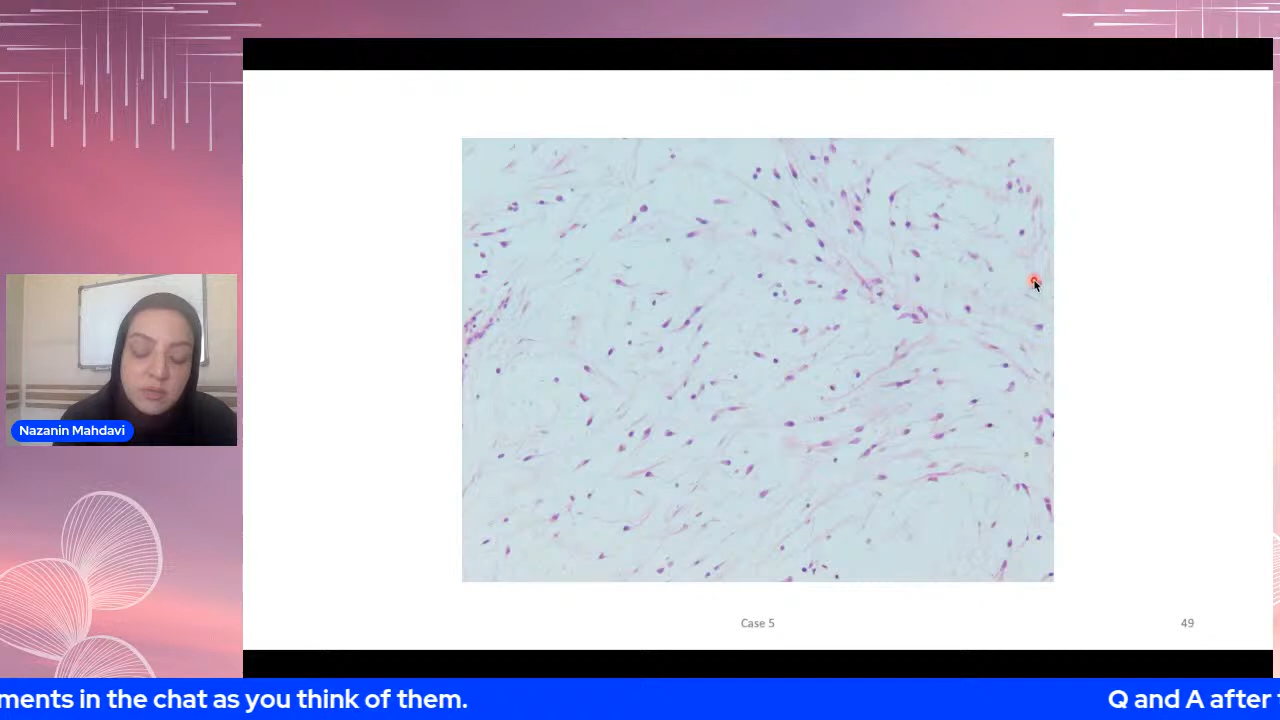 Nazanin Mahdavi
Case 5
49
ments in the chat as you think of them.
Q and A after